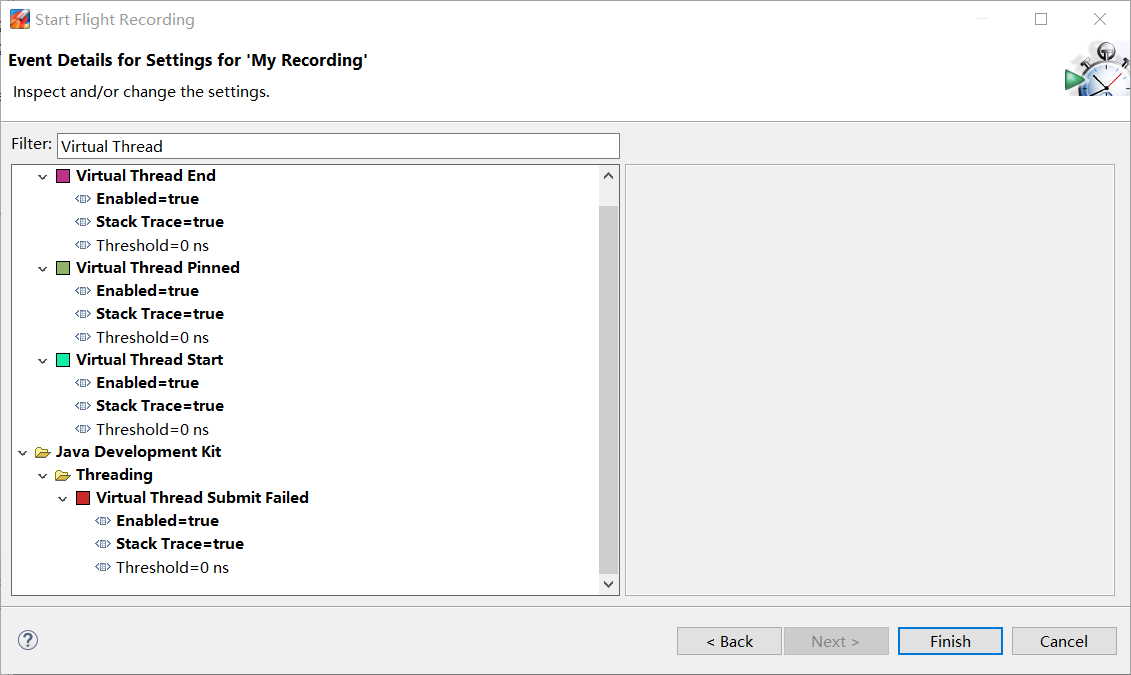 Start Flight Recording
Event Details for Settings for 'My Recording'
Inspect and/or change the settings.
Filter: Virtual Thread
Virtual Thread End
Enabled=true
Stack Trace=true
Threshold=0 ns
Virtual Thread Pinned
Enabled=true
Stack Trace=true
Threshold=0 ns
Virtual Thread Start
Enabled=true
Stack Trace=true
Threshold=0 ns
Java Development Kit
Threading
Virtual Thread Submit Failed
Enabled=true
Stack Trace=true
Threshold=0 ns
< Back Next > Finish Cancel